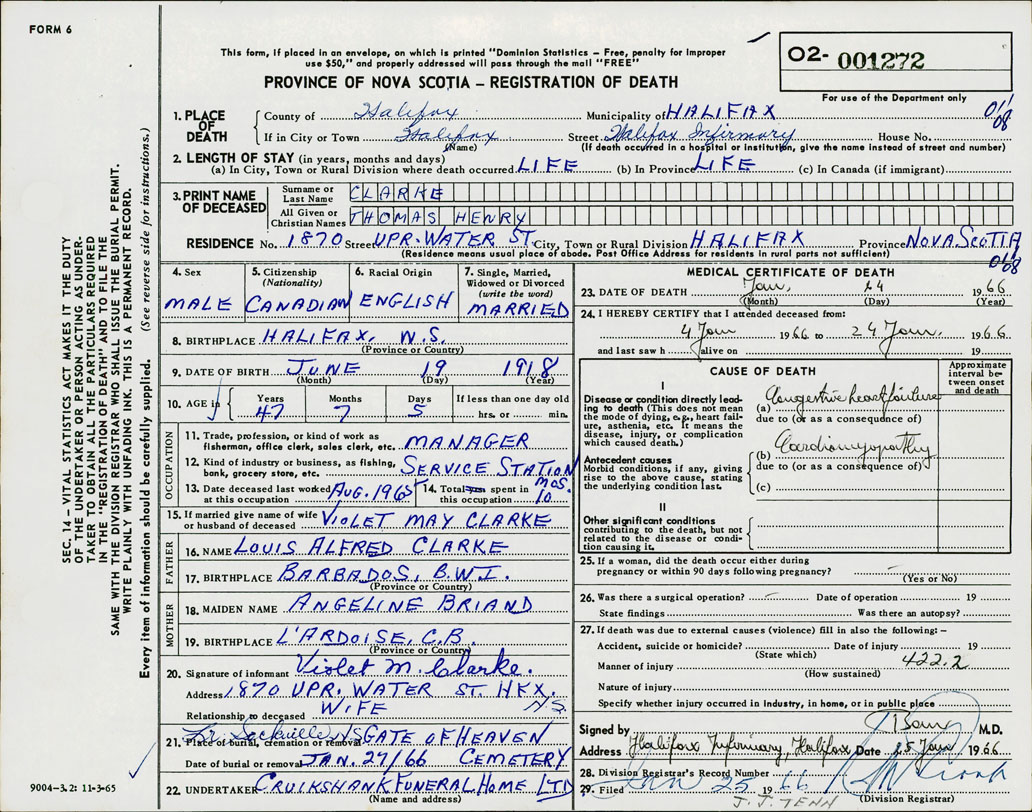 FORM 6
This form, if placed in an envelope, on which is printed "Dominion Statistics – Free, penalty for improper
use $50," and properly addressed will pass through the mail "FREE"
PROVINCE OF NOVA SCOTIA – REGISTRATION OF DEATH
02- 001272
For use of the Department only
1. PLACE OF DEATH
County of Halifax Municipality of HALIFAX
If in City or Town Halifax Street Halifax Infirmary House No.
(Name) (If death occurred in a hospital or institution, give the name instead of street and number)
2. LENGTH OF STAY (in years, months and days)
(a) In City, Town or Rural Division where death occurred LIFE (b) In Province LIFE (c) In Canada (if immigrant)
3. PRINT NAME OF DECEASED
Surname or Last Name CLARKE
All Given or Christian Names THOMAS HENRY
RESIDENCE No. 1870 Street UPR. WATER ST City, Town or Rural Division HALIFAX Province NOVA SCOTIA
(Residence means usual place of abode. Post Office Address for residents in rural parts not sufficient)
4. Sex MALE
5. Citizenship (Nationality) CANADIAN
6. Racial Origin ENGLISH
7. Single, Married, Widowed or Divorced (write the word) MARRIED
8. BIRTHPLACE HALIFAX, N.S.
(Province or Country)
9. DATE OF BIRTH JUNE 19 1918
(Month) (Day) (Year)
10. AGE in Years 47 Months 7 Days 5 If less than one day old hrs. or min.
OCCUPATION
11. Trade, profession, or kind of work as fisherman, office clerk, sales clerk, etc. MANAGER
12. Kind of industry or business, as fishing, bank, grocery store, etc. SERVICE STATION
13. Date deceased last worked at this occupation AUG. 1965 14. Total spent in this occupation 10 MOS.
15. If married give name of wife or husband of deceased VIOLET MAY CLARKE
FATHER
16. NAME LOUIS ALFRED CLARKE
17. BIRTHPLACE BARBADOS, B.W.I.
(Province or Country)
MOTHER
18. MAIDEN NAME ANGELINE BRIAND
19. BIRTHPLACE L'ARDOISE, C.B.
(Province or Country)
20. Signature of informant Violet M. Clarke.
Address 1870 UPR. WATER ST. HFX. N.S.
Relationship to deceased WIFE
Lr. Sackville NS
21. Place of burial, cremation or removal GATE OF HEAVEN
Date of burial or removal JAN. 27/66 CEMETERY
22. UNDERTAKER CRUIKSHANK FUNERAL HOME LTD
(Name and address)
MEDICAL CERTIFICATE OF DEATH
23. DATE OF DEATH Jan. 24 1966
(Month) (Day) (Year)
24. I HEREBY CERTIFY that I attended deceased from:
4 Jan 1966 to 24 Jan. 1966
and last saw h alive on 19
CAUSE OF DEATH
Approximate interval between onset and death
I
Disease or condition directly leading to death (This does not mean the mode of dying, e.g., heart failure, asthenia, etc. It means the disease, injury, or complication which caused death.)
(a) Congestive heart failure
due to (or as a consequence of)
Antecedent causes
Morbid conditions, if any, giving rise to the above cause, stating the underlying condition last.
(b) Cardiomyopathy
due to (or as a consequence of)
(c)
II
Other significant conditions
contributing to the death, but not related to the disease or condition causing it.
25. If a woman, did the death occur either during
pregnancy or within 90 days following pregnancy?
(Yes or No)
26. Was there a surgical operation? Date of operation 19
State findings Was there an autopsy?
27. If death was due to external causes (violence) fill in also the following: –
Accident, suicide or homicide? Date of injury 19
(State which)
Manner of injury 422.2
(How sustained)
Nature of injury
Specify whether injury occurred in Industry, in home, or in public place
Signed by M.D.
Address Halifax Infirmary, Halifax Date 25 Jan 1966
28. Division Registrar's Record Number
29. Filed Jan 25 1966
(Division Registrar)
SEC. 14 – VITAL STATISTICS ACT MAKES IT THE DUTY
OF THE UNDERTAKER OR PERSON ACTING AS UNDER-
TAKER TO OBTAIN ALL THE PARTICULARS REQUIRED
IN THE "REGISTRATION OF DEATH" AND TO FILE THE
SAME WITH THE DIVISION REGISTRAR WHO SHALL ISSUE THE BURIAL PERMIT.
WRITE PLAINLY WITH UNFADING INK. THIS IS A PERMANENT RECORD.
Every item of information should be carefully supplied. (See reverse side for instructions.)
9004–3.2: 11-3-65